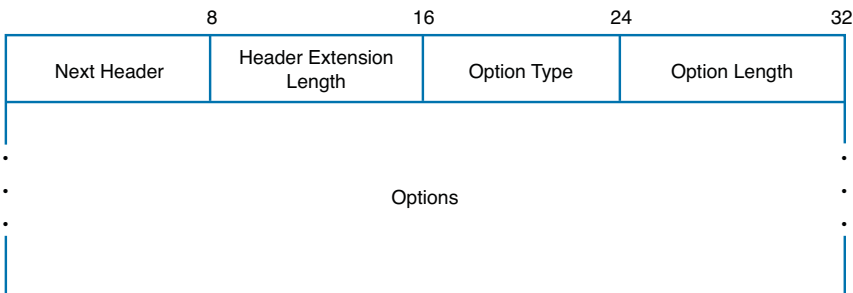 8 16 24 32
Next Header
Header Extension
Length
Option Type
Option Length
Options